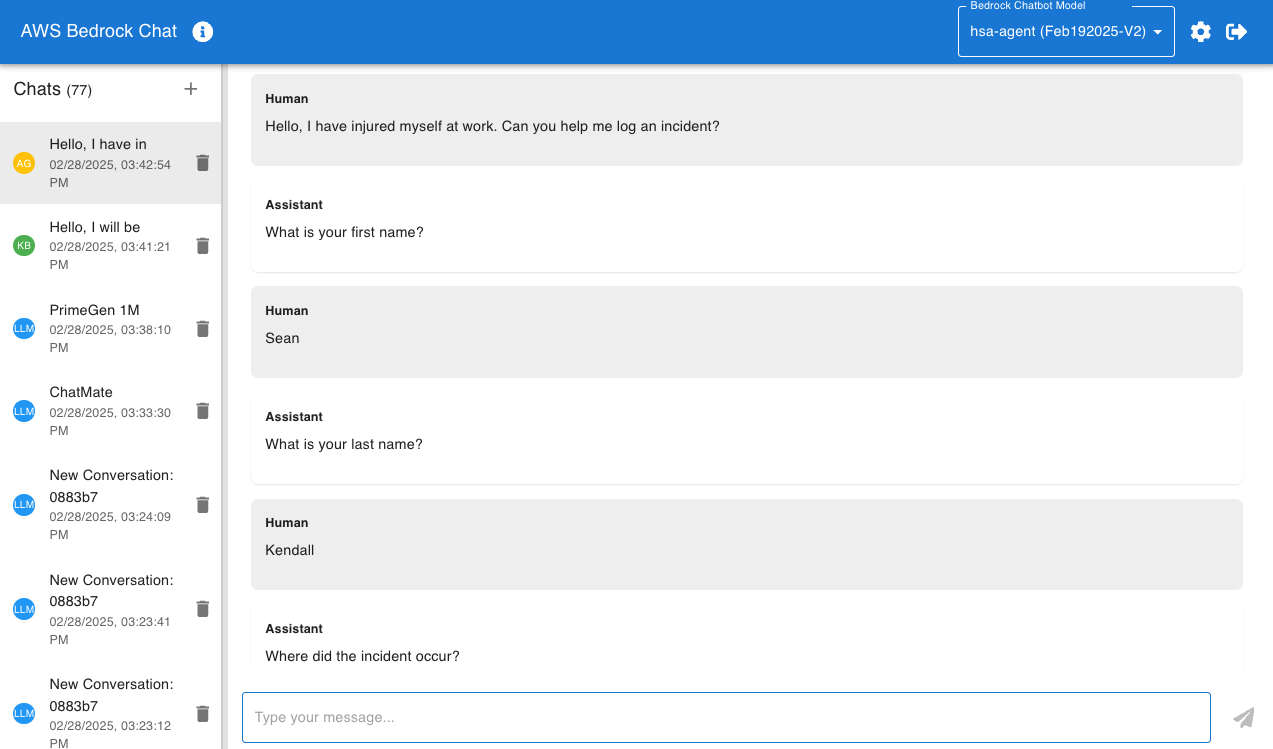 AWS Bedrock Chat
Bedrock Chatbot Model
hsa-agent (Feb192025-V2)
Chats (77)
AG
Hello, I have in
02/28/2025, 03:42:54
PM
KB
Hello, I will be
02/28/2025, 03:41:21
PM
LLM
PrimeGen 1M
02/28/2025, 03:38:10
PM
LLM
ChatMate
02/28/2025, 03:33:30
PM
LLM
New Conversation:
0883b7
02/28/2025, 03:24:09
PM
LLM
New Conversation:
0883b7
02/28/2025, 03:23:41
PM
LLM
New Conversation:
0883b7
02/28/2025, 03:23:12
PM
Human
Hello, I have injured myself at work. Can you help me log an incident?
Assistant
What is your first name?
Human
Sean
Assistant
What is your last name?
Human
Kendall
Assistant
Where did the incident occur?
Type your message...